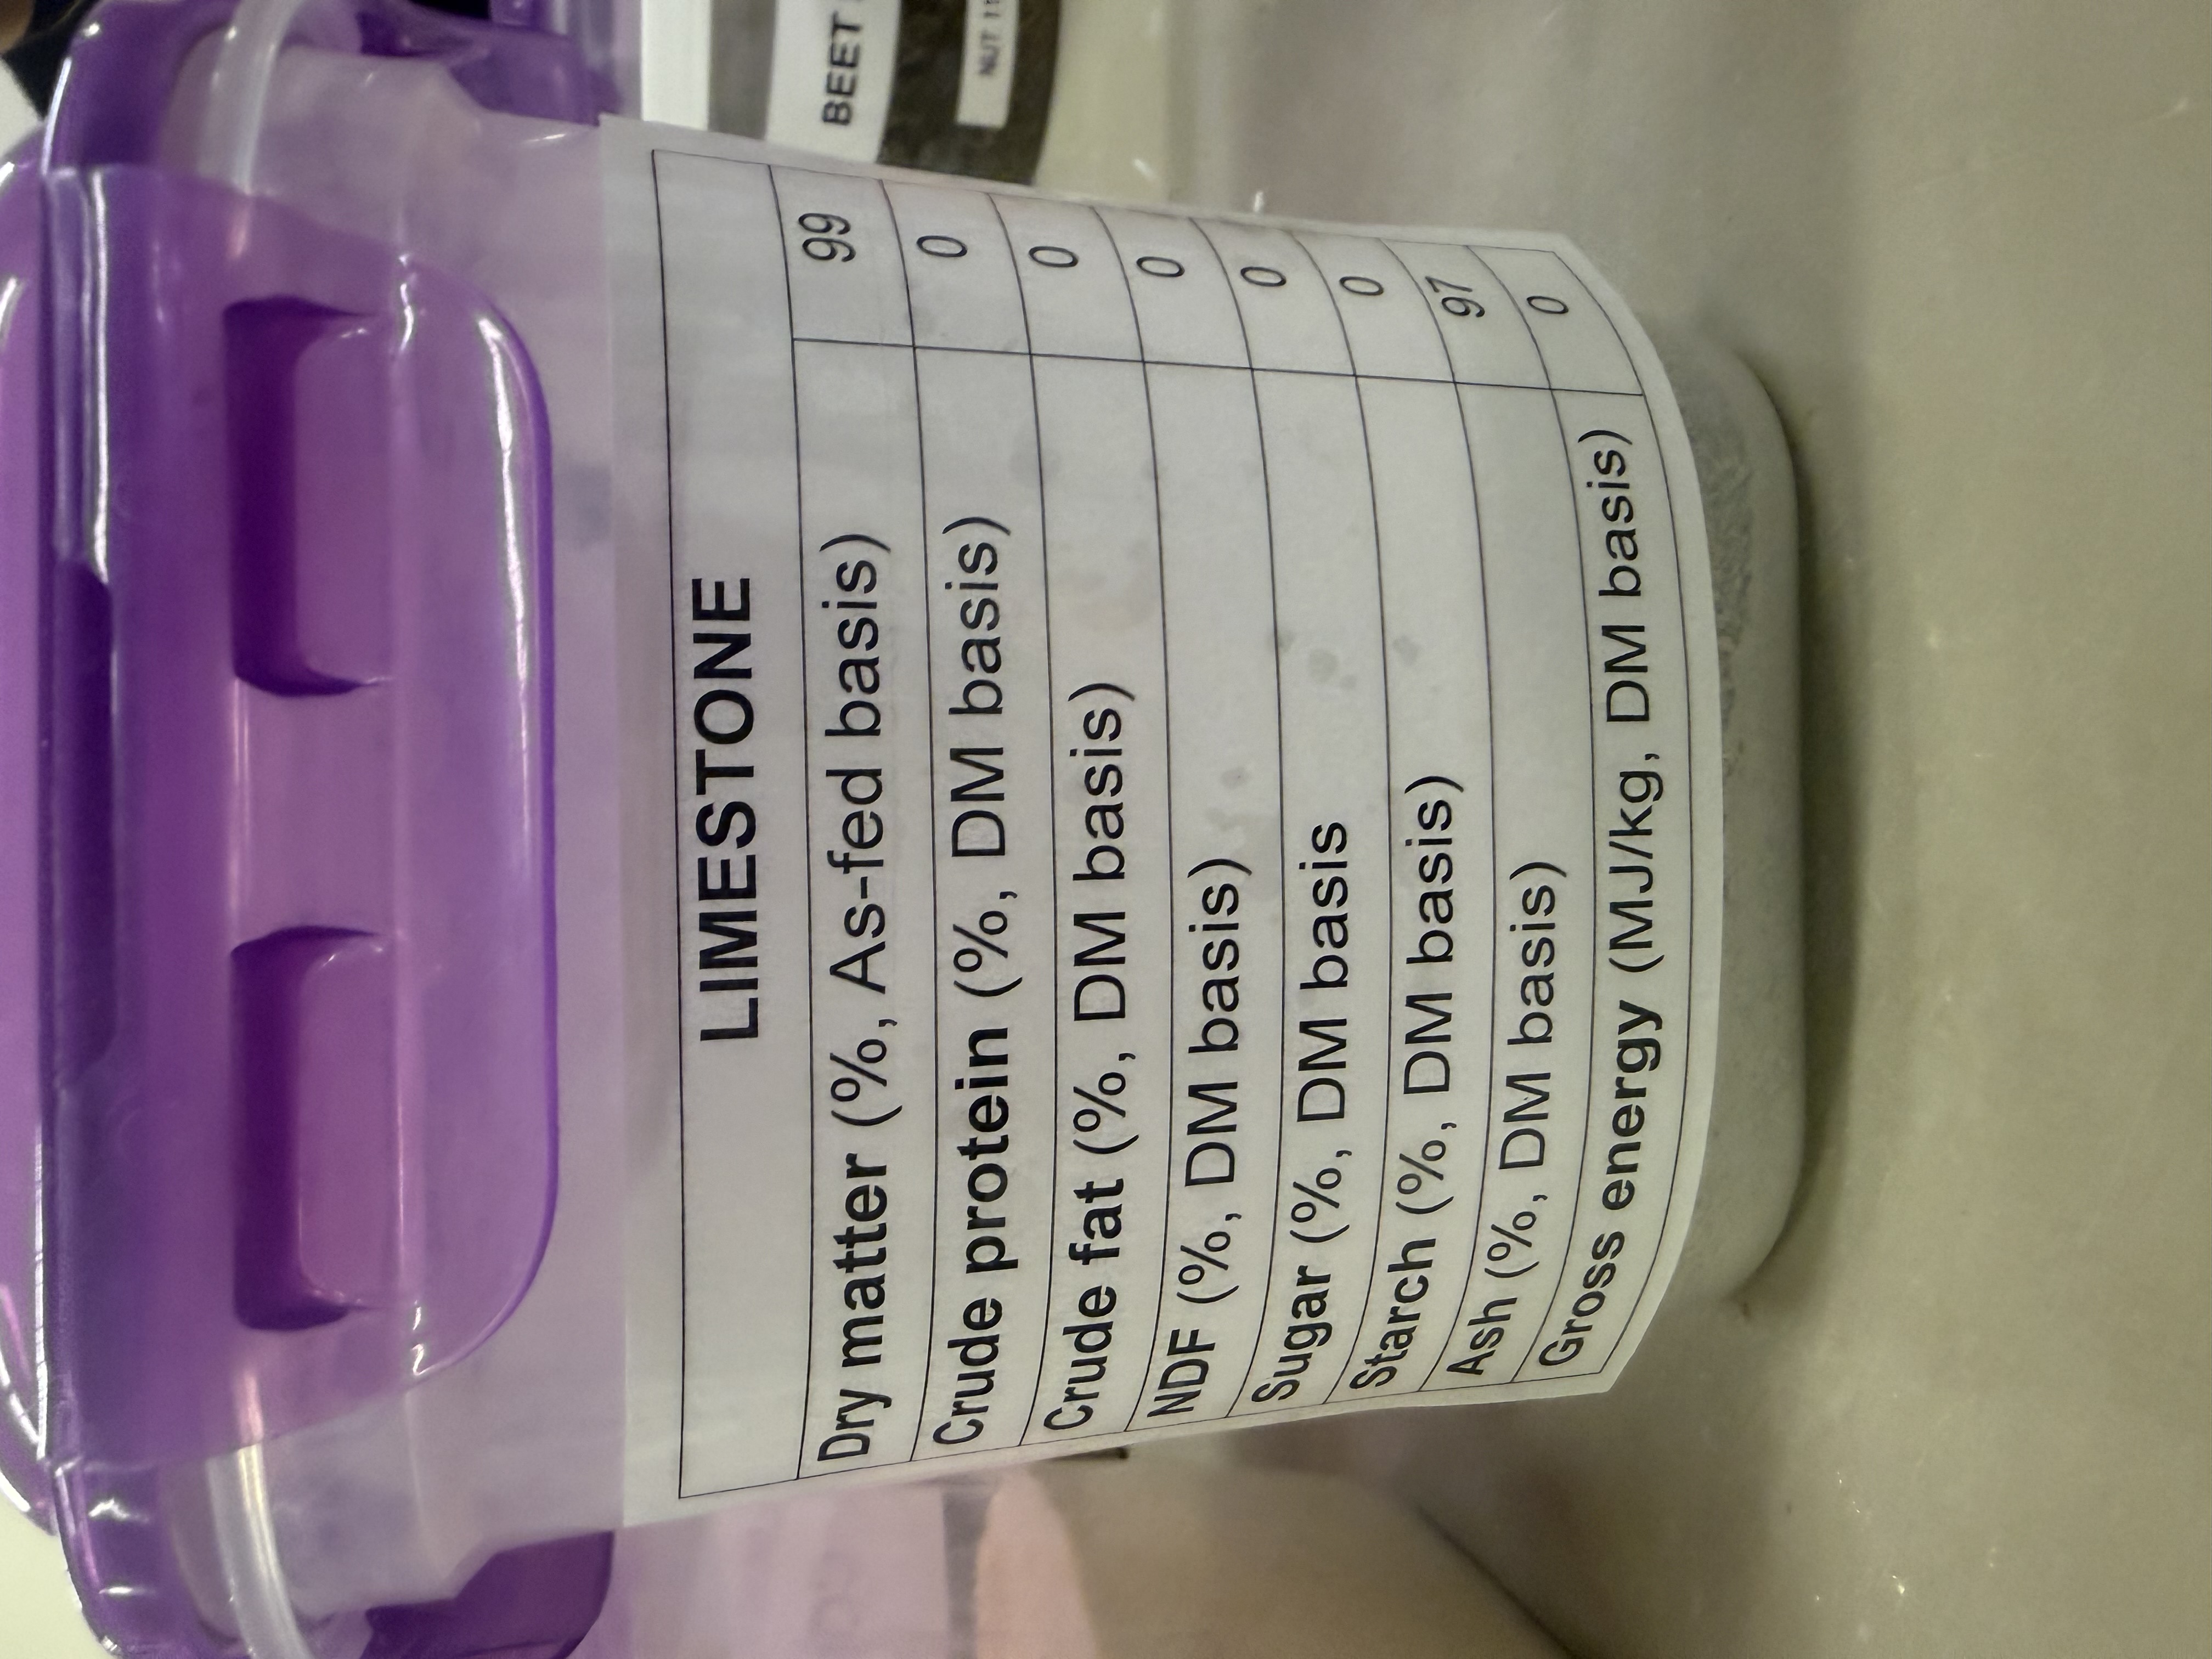 LIMESTONE
Dry matter (%, As-fed basis) 99
Crude protein (%, DM basis) 0
Crude fat (%, DM basis) 0
NDF (%, DM basis) 0
Sugar (%, DM basis 0
Starch (%, DM basis) 0
Ash (%, DM basis) 97
Gross energy (MJ/kg, DM basis) 0
BEET
NUT